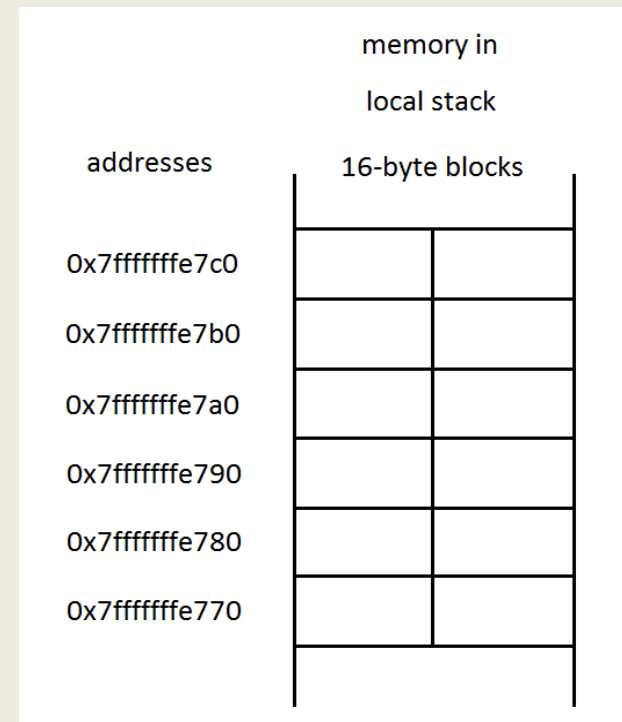 memory in
local stack
addresses 16-byte blocks
0x7fffffffe7c0
0x7fffffffe7b0
0x7fffffffe7a0
0x7fffffffe790
0x7fffffffe780
0x7fffffffe770